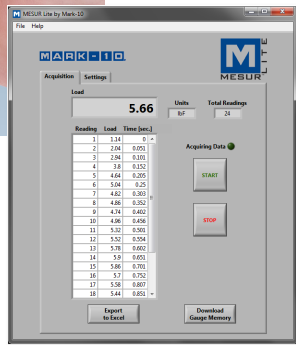 MESUR Lite by Mark-10
File Help
MARK-10
M
MESUR
LITE
Acquisition Settings
Load
5.66
Units
lbF
Total Readings
24
Reading Load Time (sec.)
1 1.14 0
2 2.04 0.051
3 2.94 0.101
4 3.8 0.152
5 4.64 0.205
6 5.04 0.25
7 4.82 0.303
8 4.86 0.352
9 4.74 0.402
10 4.96 0.456
11 5.32 0.501
12 5.52 0.554
13 5.78 0.602
14 5.9 0.651
15 5.86 0.701
16 5.7 0.752
17 5.58 0.807
18 5.44 0.851
Acquiring Data
START
STOP
Export
to Excel
Download
Gauge Memory